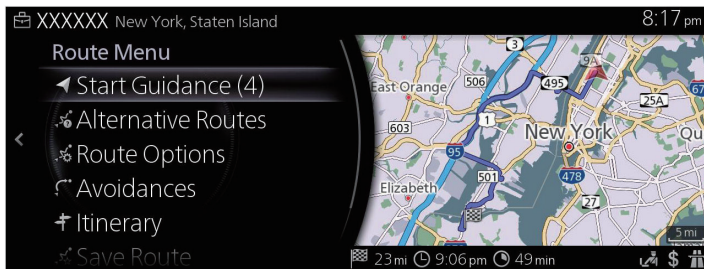 XXXXXX New York, Staten Island
8:17 pm
Route Menu
Start Guidance (4)
Alternative Routes
Route Options
Avoidances
Itinerary
Save Route
3
9A
East Orange
506
495
67
25A
603
1
New York
Qu
95
501
478
Elizabeth
27
5 mi
23 mi 9:06 pm 49 min
$